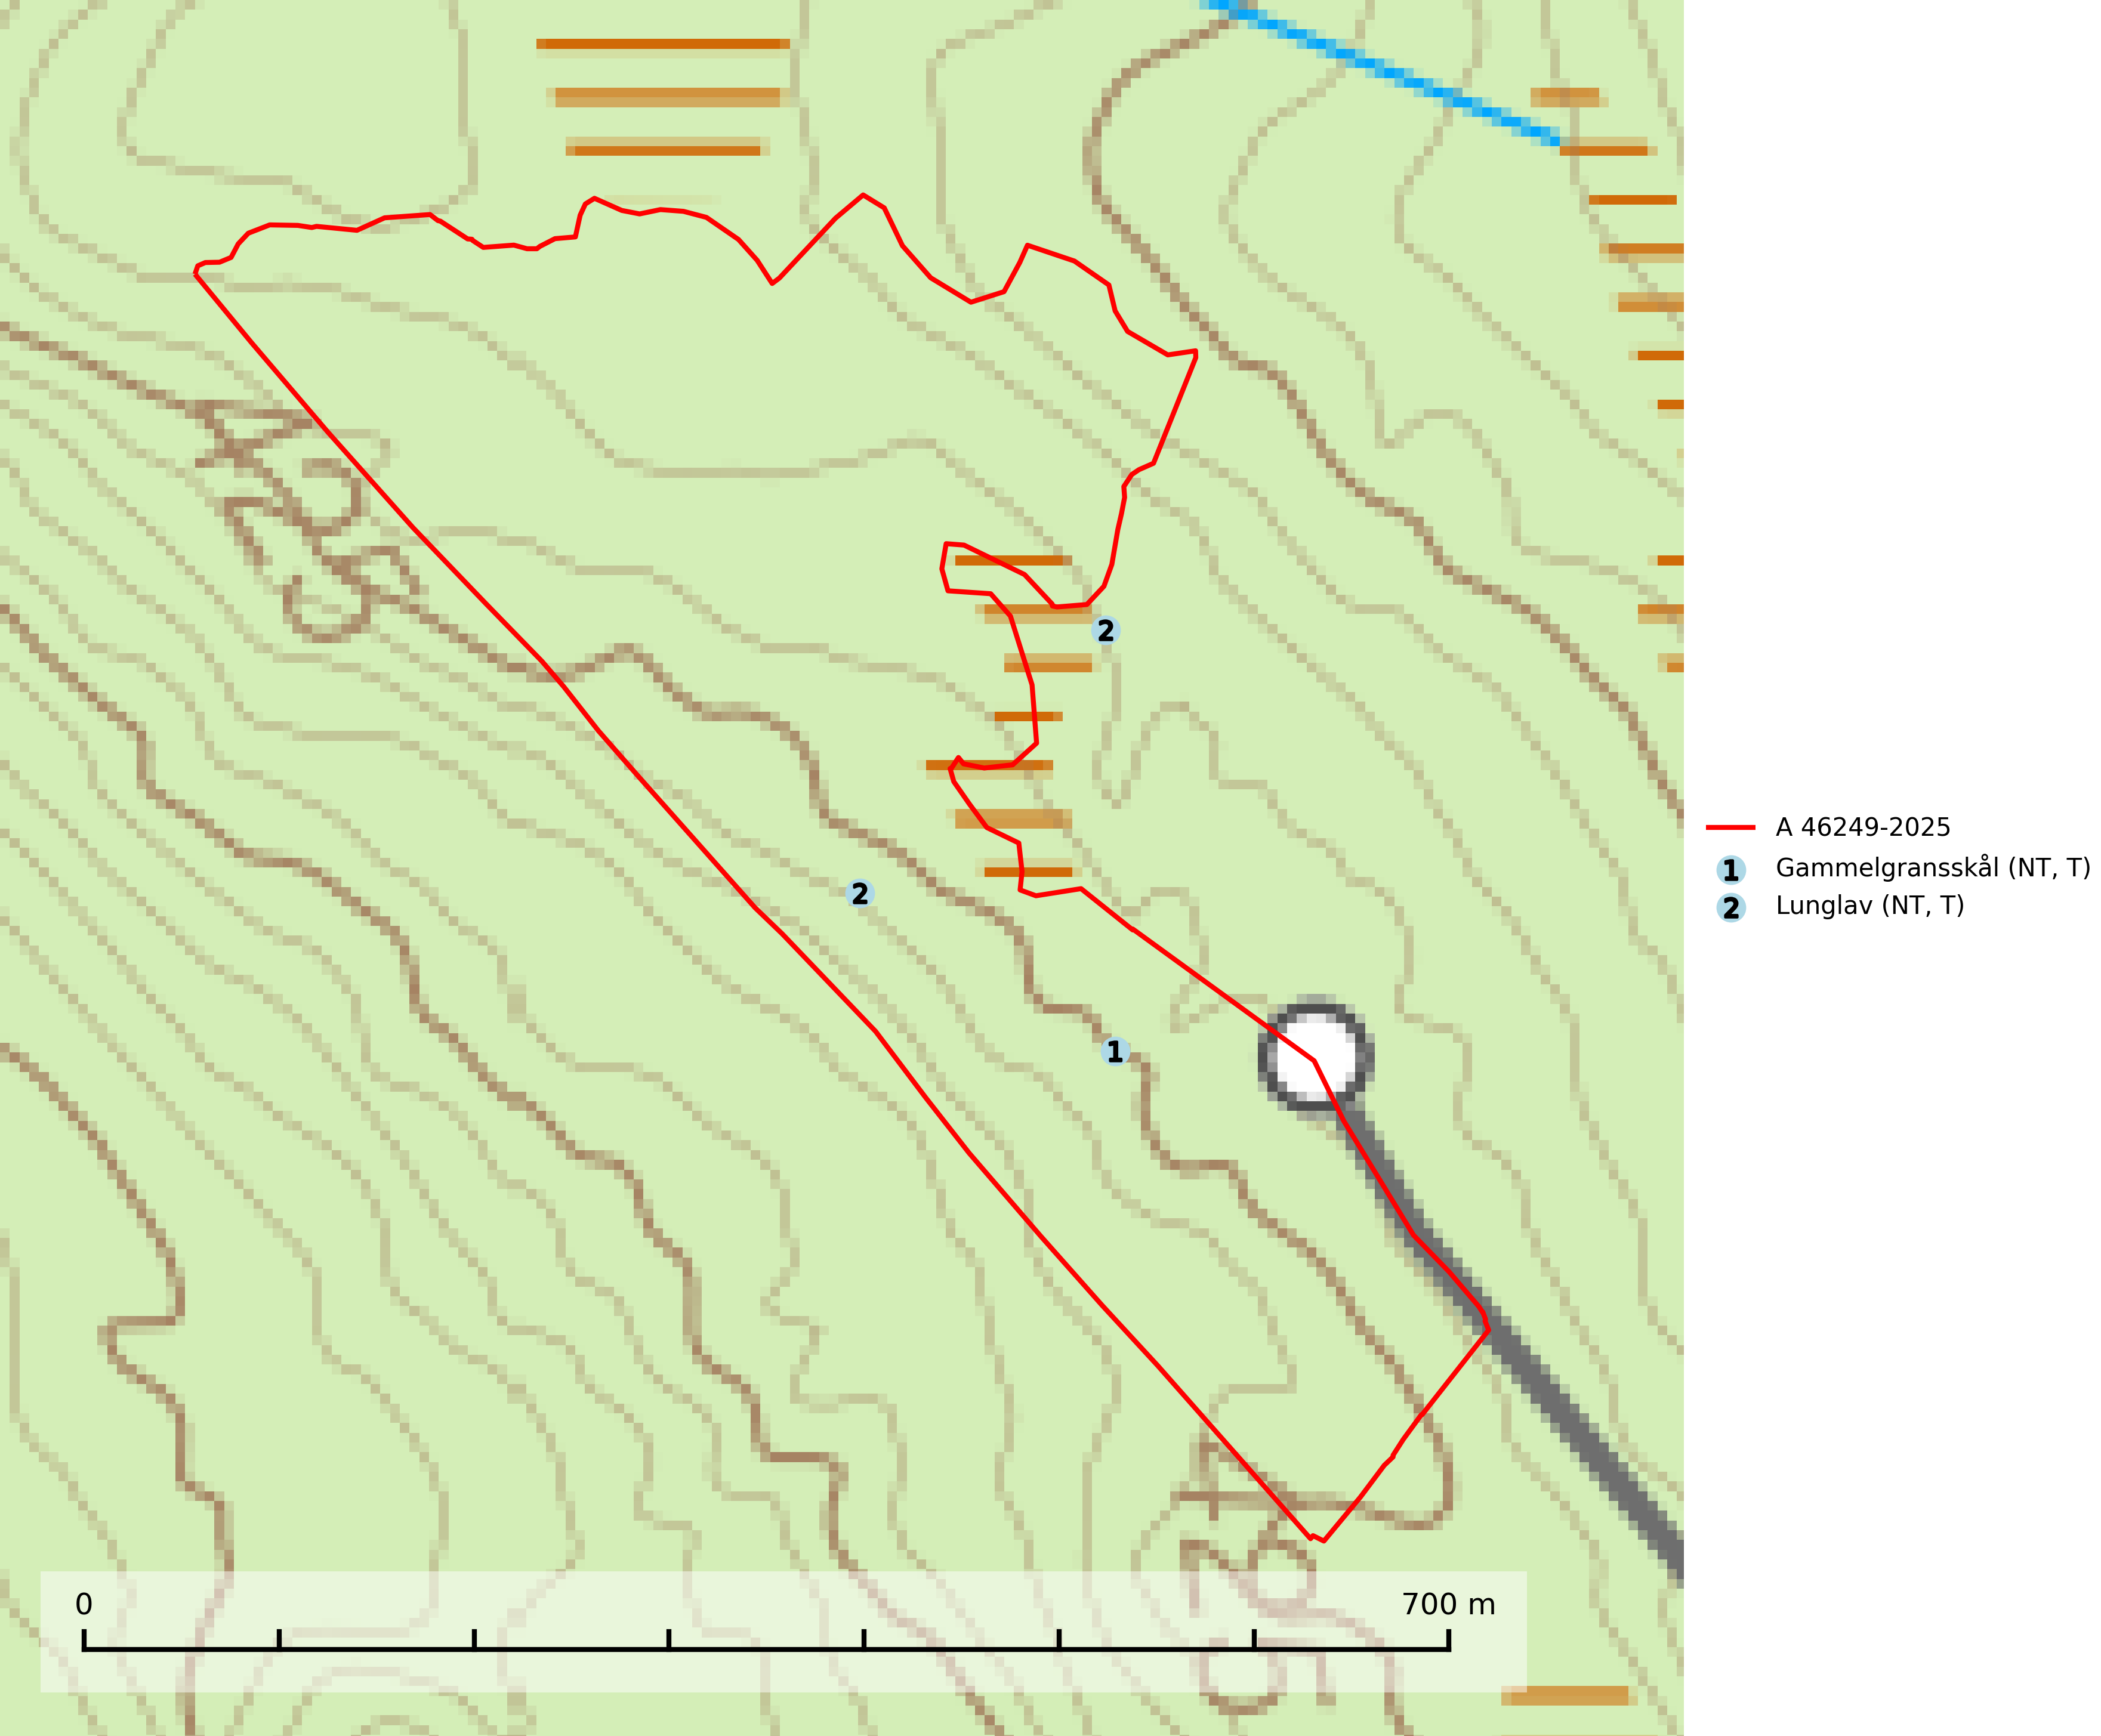 2
2
1
0
700 m
A 46249-2025
1 Gammelgransskål (NT, T)
2 Lunglav (NT, T)